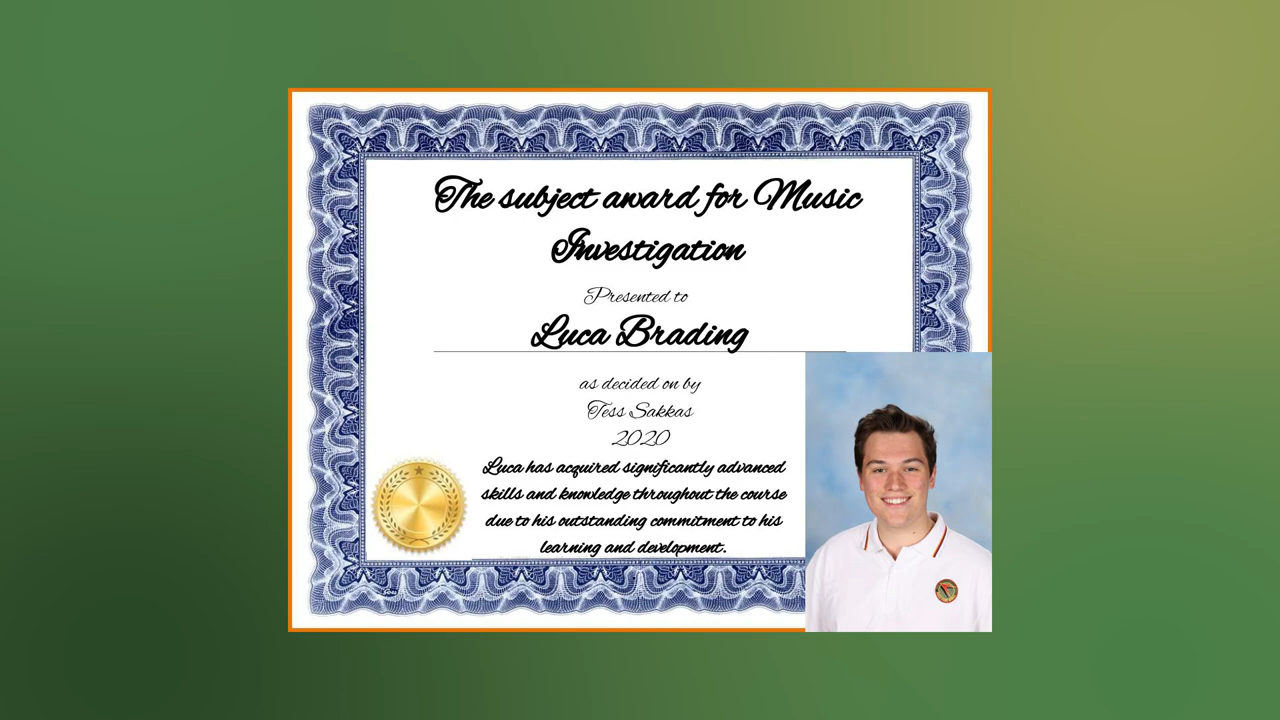 The subject award for Music
Investigation
Presented to
Luca Brading
as decided on by
Tess Sakkas
2020
Luca has acquired significantly advanced
skills and knowledge throughout the course
due to his outstanding commitment to his
learning and development.